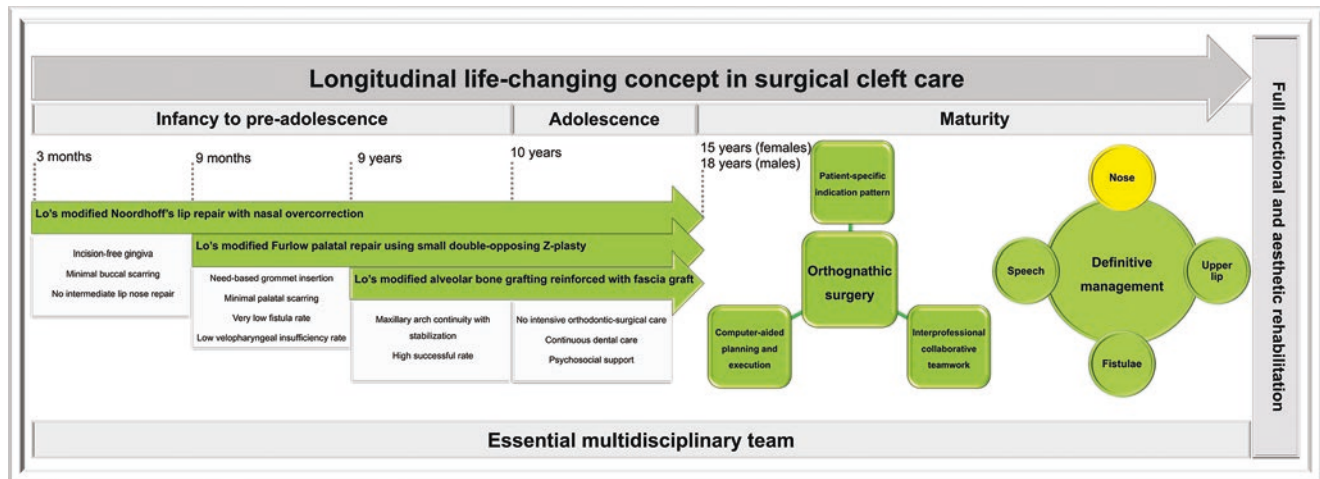 Longitudinal life-changing concept in surgical cleft care
Infancy to pre-adolescence
Adolescence
Maturity
3 months
9 months
9 years
10 years
15 years (females)
18 years (males)
Lo's modified Noordhoff's lip repair with nasal overcorrection
Incision-free gingiva
Minimal buccal scarring
No intermediate lip nose repair
Lo's modified Furlow palatal repair using small double-opposing Z-plasty
Need-based grommet insertion
Minimal palatal scarring
Very low fistula rate
Low velopharyngeal insufficiency rate
Lo's modified alveolar bone grafting reinforced with fascia graft
Maxillary arch continuity with
stabilization
High successful rate
No intensive orthodontic-surgical care
Continuous dental care
Psychosocial support
Patient-specific
indication pattern
Orthognathic
surgery
Computer-aided
planning and
execution
Interprofessional
collaborative
teamwork
Nose
Speech
Definitive
management
Upper
lip
Fistulae
Essential multidisciplinary team
Full functional and aesthetic rehabilitation